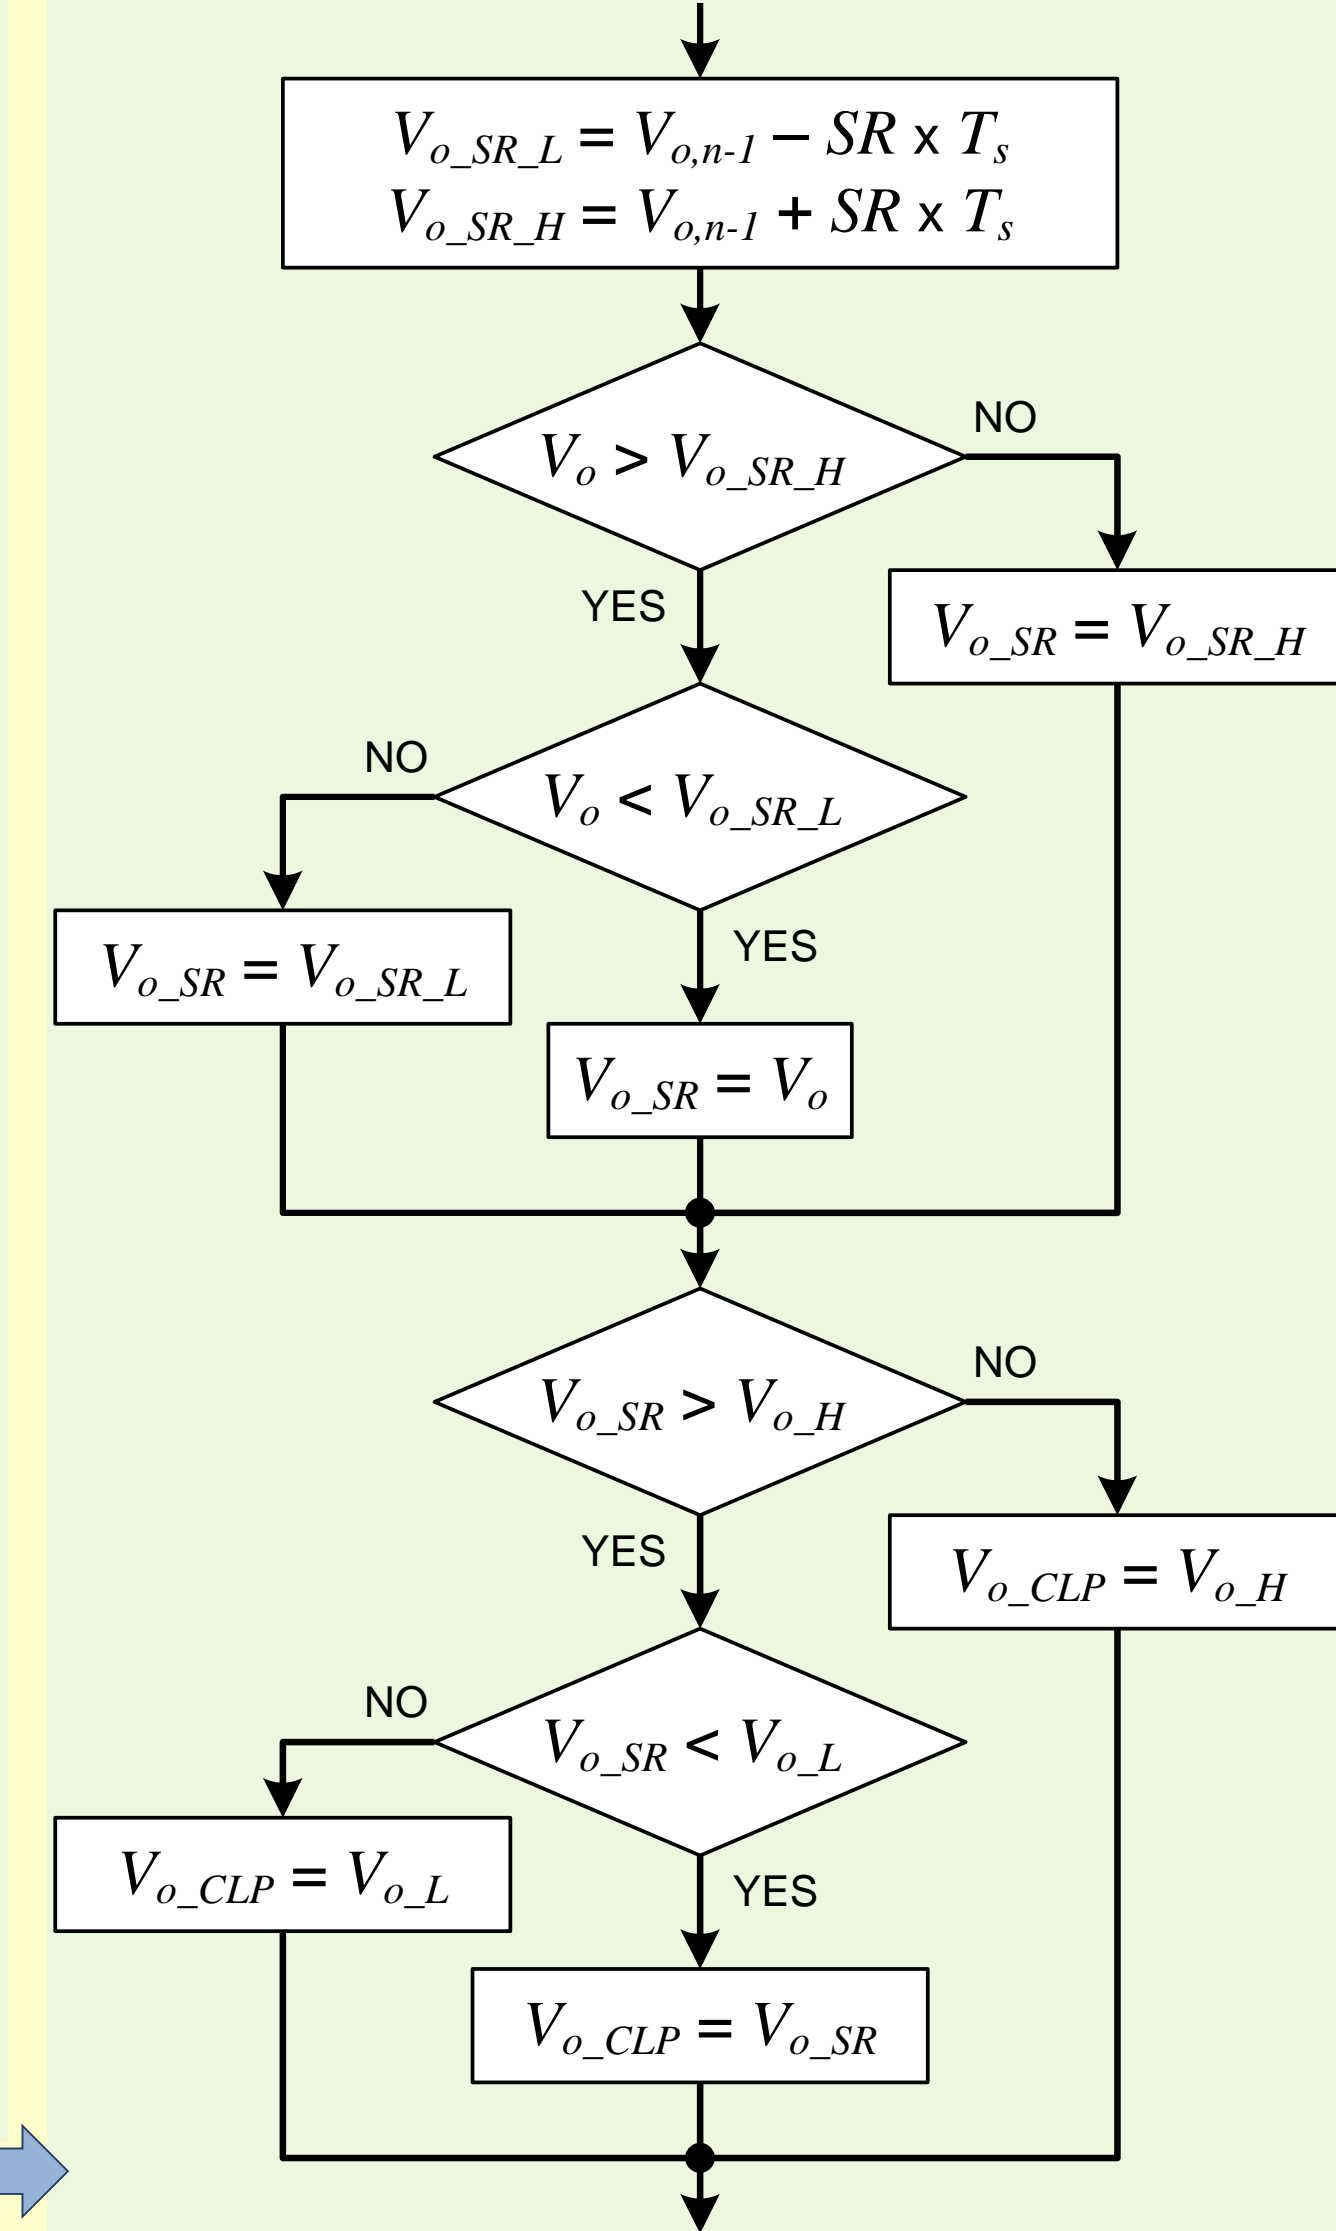 V_o_SR_L = V_o,n-1 − SR x T_s
V_o_SR_H = V_o,n-1 + SR x T_s
V_o > V_o_SR_H
NO
YES
V_o_SR = V_o_SR_H
NO
V_o < V_o_SR_L
YES
V_o_SR = V_o_SR_L
V_o_SR = V_o
V_o_SR > V_o_H
NO
YES
V_o_CLP = V_o_H
NO
V_o_SR < V_o_L
YES
V_o_CLP = V_o_L
V_o_CLP = V_o_SR